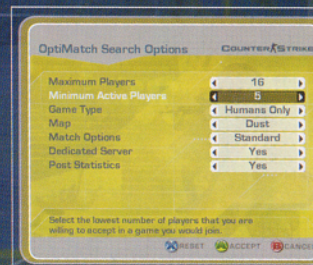 OptiMatch Search Options COUNTER STRIKE
Maximum Players 16
Minimum Active Players 5
Game Type Humans Only
Map Dust
Match Options Standard
Dedicated Server Yes
Post Statistics Yes
Select the lowest number of players that you are
willing to accept in a game you would join.
X RESET A ACCEPT B CANCEL